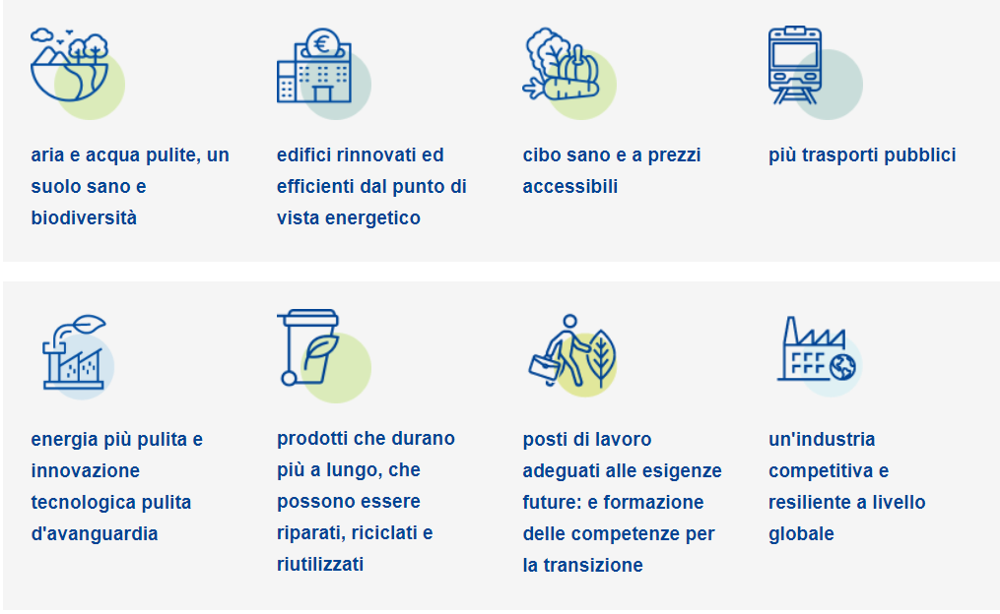 €
aria e acqua pulite, un
suolo sano e
biodiversità
edifici rinnovati ed
efficienti dal punto di
vista energetico
cibo sano e a prezzi
accessibili
più trasporti pubblici
energia più pulita e
innovazione
tecnologica pulita
d'avanguardia
prodotti che durano
più a lungo, che
possono essere
riparati, riciclati e
riutilizzati
posti di lavoro
adeguati alle esigenze
future: e formazione
delle competenze per
la transizione
un'industria
competitiva e
resiliente a livello
globale